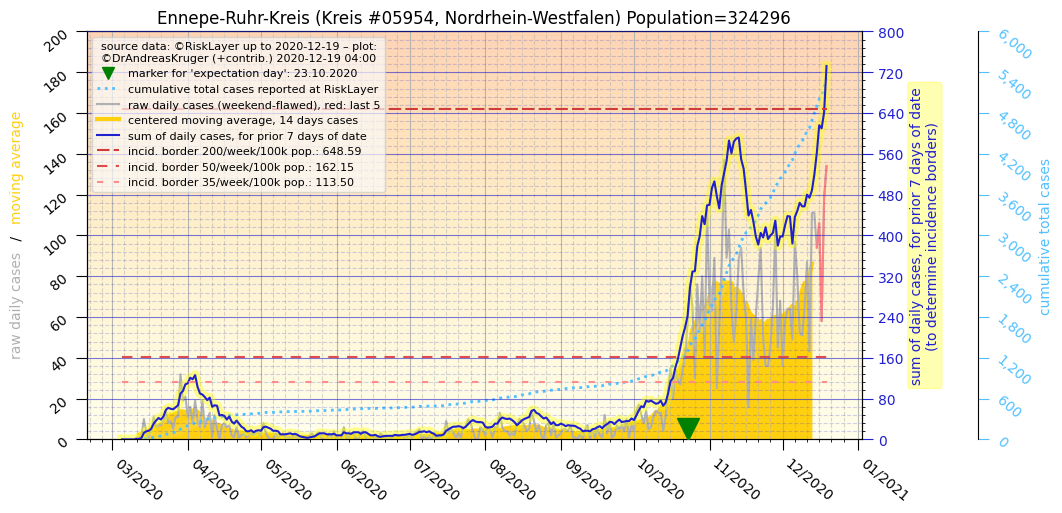 Ennepe-Ruhr-Kreis (Kreis #05954, Nordrhein-Westfalen) Population=324296
source data: ©RiskLayer up to 2020-12-19 – plot:
©DrAndreasKruger (+contrib.) 2020-12-19 04:00
marker for 'expectation day': 23.10.2020
cumulative total cases reported at RiskLayer
raw daily cases (weekend-flawed), red: last 5
centered moving average, 14 days cases
sum of daily cases, for prior 7 days of date
incid. border 200/week/100k pop.: 648.59
incid. border 50/week/100k pop.: 162.15
incid. border 35/week/100k pop.: 113.50
raw daily cases / moving average
200
180
160
140
120
100
80
60
40
20
0
03/2020
04/2020
05/2020
06/2020
07/2020
08/2020
09/2020
10/2020
11/2020
12/2020
01/2021
800
720
640
560
480
400
320
240
160
80
0
sum of daily cases, for prior 7 days of date
(to determine incidence borders)
6,000
5,400
4,800
4,200
3,600
3,000
2,400
1,800
1,200
600
0
cumulative total cases